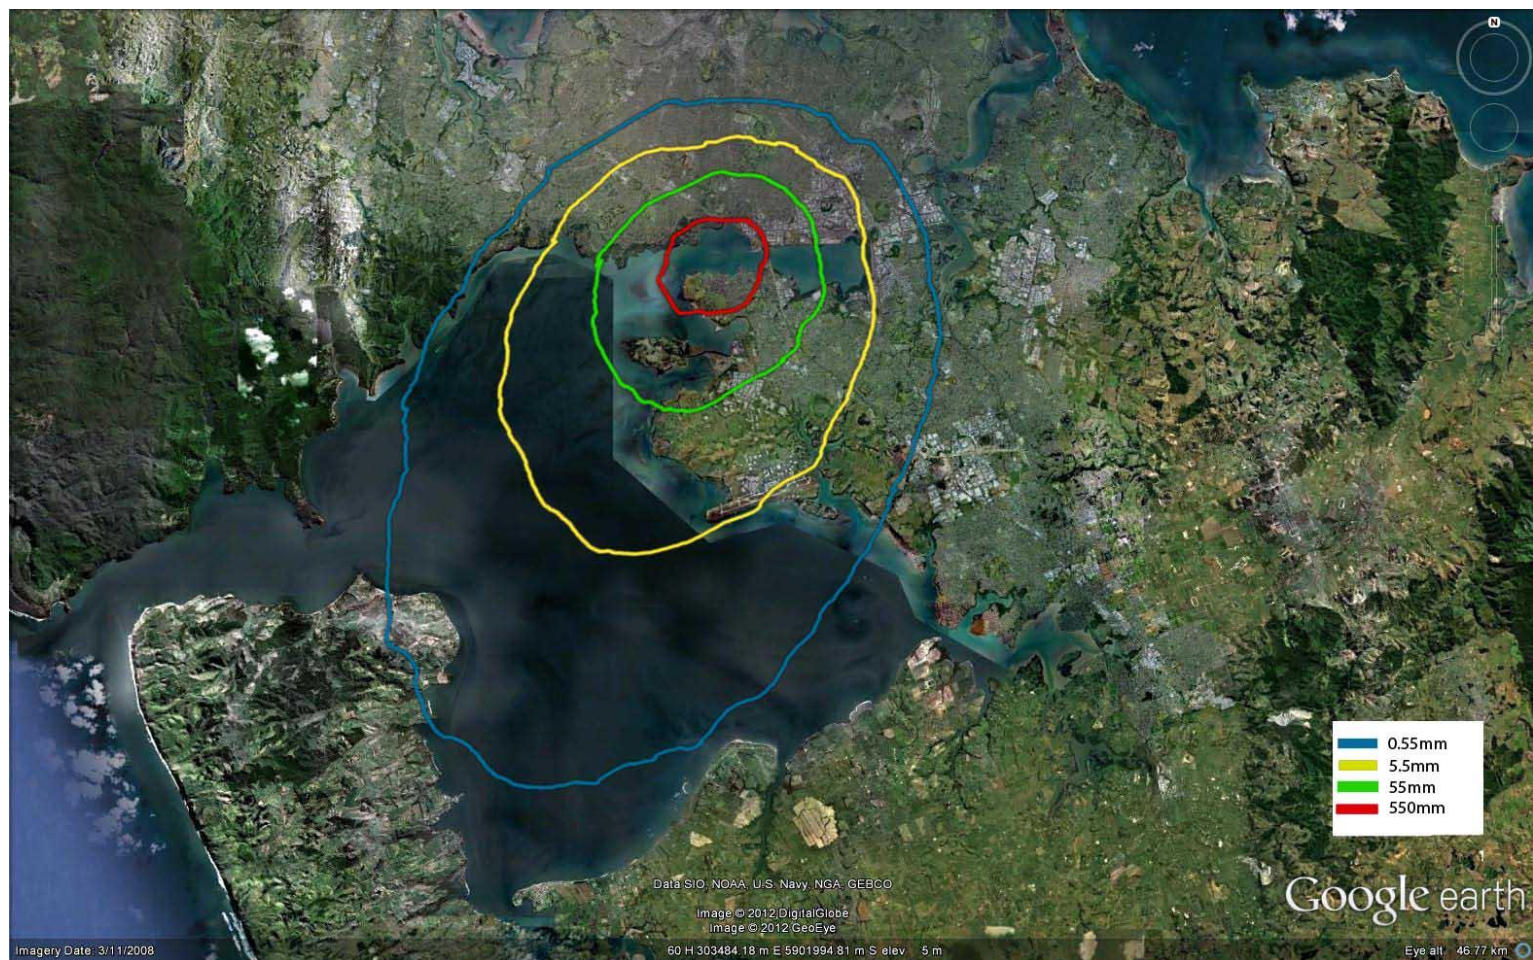 N
0.55mm
5.5mm
55mm
550mm
Data SIO, NOAA, U.S. Navy, NGA, GEBCO
Image © 2012 DigitalGlobe
Image © 2012 GeoEye
Google earth
Imagery Date: 3/11/2008
60 H 303484.18 m E 5901994.81 m S elev 5 m
Eye alt 46.77 km